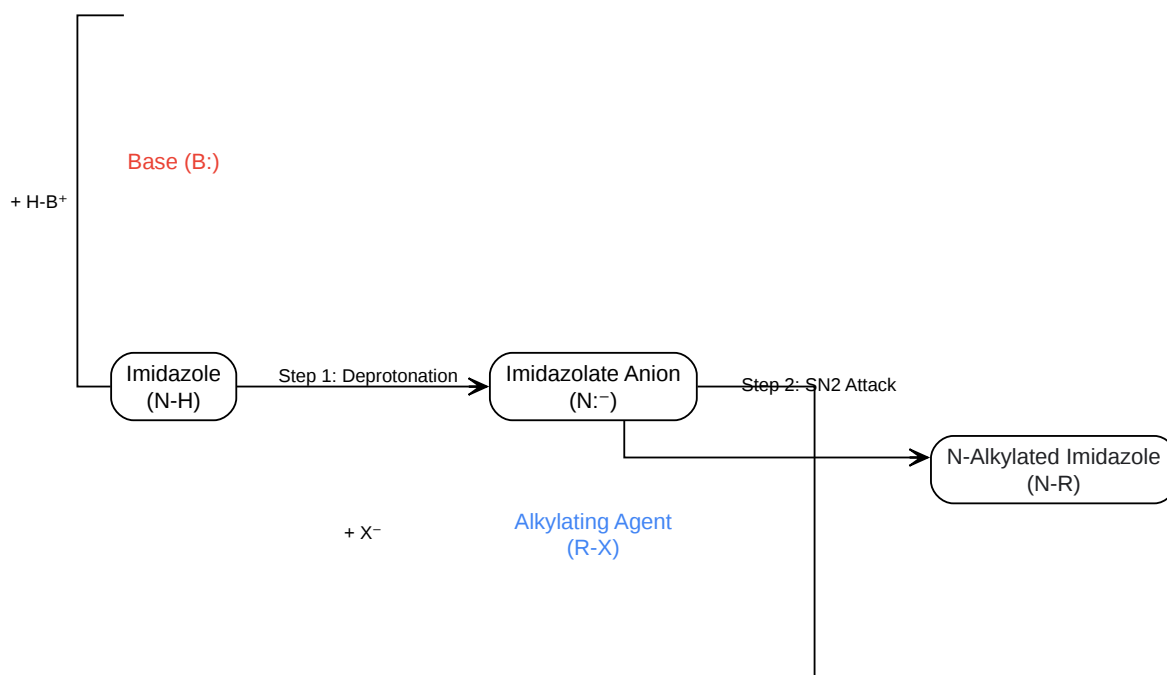 Base (B:)
+ H-B⁺
Imidazole
(N-H)
Step 1: Deprotonation
Imidazolate Anion
(N:⁻)
Step 2: SN2 Attack
N-Alkylated Imidazole
(N-R)
+ X⁻
Alkylating Agent
(R-X)